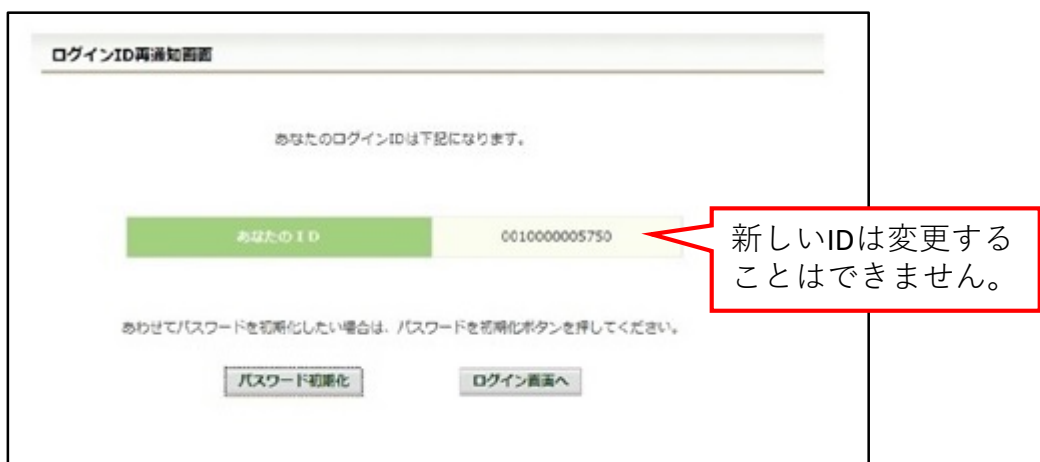 ログインID再通知画面
あなたのログインIDは下記になります。
あなたのID
0010000005750
新しいIDは変更する
ことはできません。
あわせてパスワードを初期化したい場合は、パスワードを初期化ボタンを押してください。
パスワード初期化
ログイン画面へ